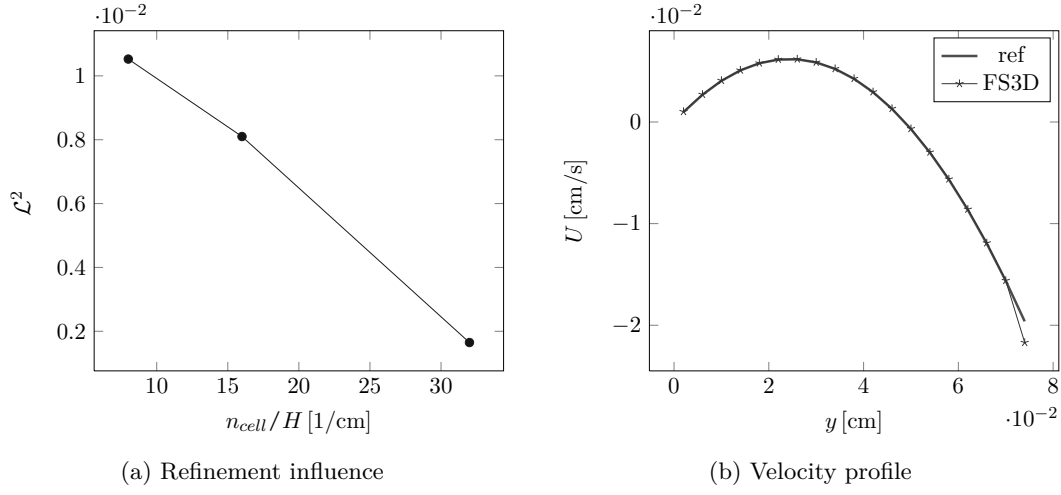 ·10⁻²
1
0.8
0.6
0.4
0.2
ℒ²
10 15 20 25 30
n_cell/H [1/cm]
(a) Refinement influence
·10⁻²
0
−1
−2
U [cm/s]
ref
FS3D
0 2 4 6 8
·10⁻²
y [cm]
(b) Velocity profile